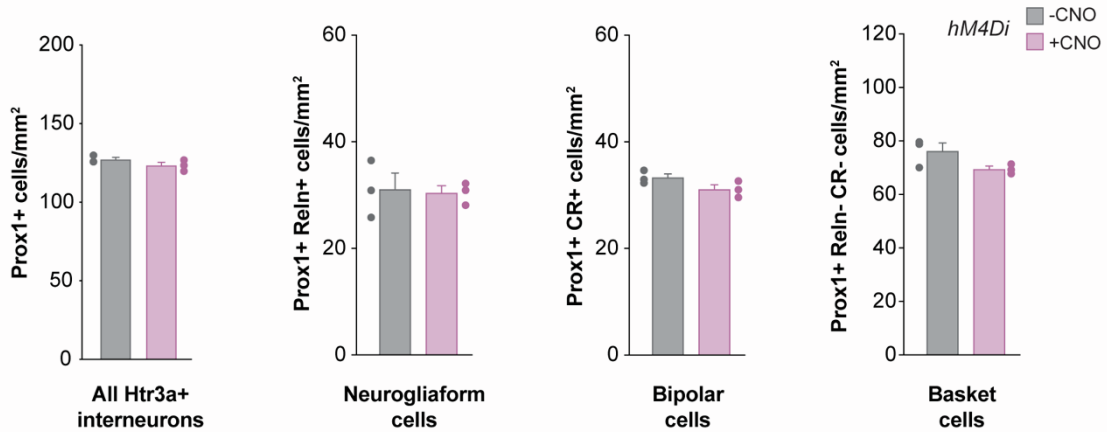 hM4Di
-CNO
+CNO
Prox1+ cells/mm²
200
150
100
50
0
All Htr3a+
interneurons
Prox1+ Reln+ cells/mm²
60
40
20
0
Neurogliaform
cells
Prox1+ CR+ cells/mm²
60
40
20
0
Bipolar
cells
Prox1+ Reln- CR- cells/mm²
120
100
80
60
40
20
0
Basket
cells